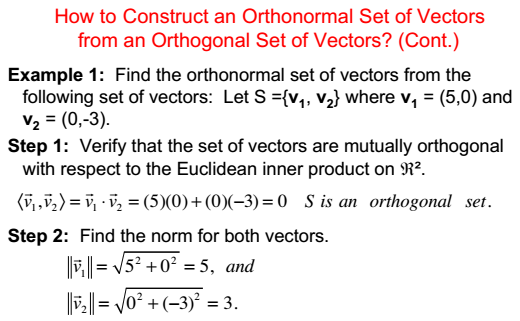 How to Construct an Orthonormal Set of Vectors
from an Orthogonal Set of Vectors? (Cont.)
Example 1: Find the orthonormal set of vectors from the
following set of vectors: Let S ={v₁, v₂} where v₁ = (5,0) and
v₂ = (0,-3).
Step 1: Verify that the set of vectors are mutually orthogonal
with respect to the Euclidean inner product on ℜ².
⟨v⃗₁,v⃗₂⟩ = v⃗₁ · v⃗₂ = (5)(0)+(0)(−3) = 0 S is an orthogonal set.
Step 2: Find the norm for both vectors.
‖v⃗₁‖ = √(5² + 0²) = 5, and
‖v⃗₂‖ = √(0² + (−3)²) = 3.